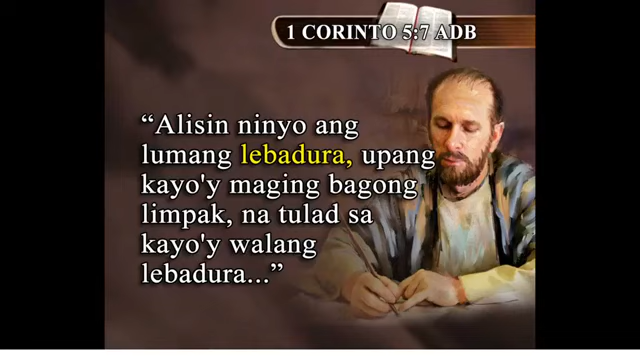 1 CORINTO 5:7 ADB
“Alisin ninyo ang
lumang lebadura, upang
kayo'y maging bagong
limpak, na tulad sa
kayo'y walang
lebadura...”